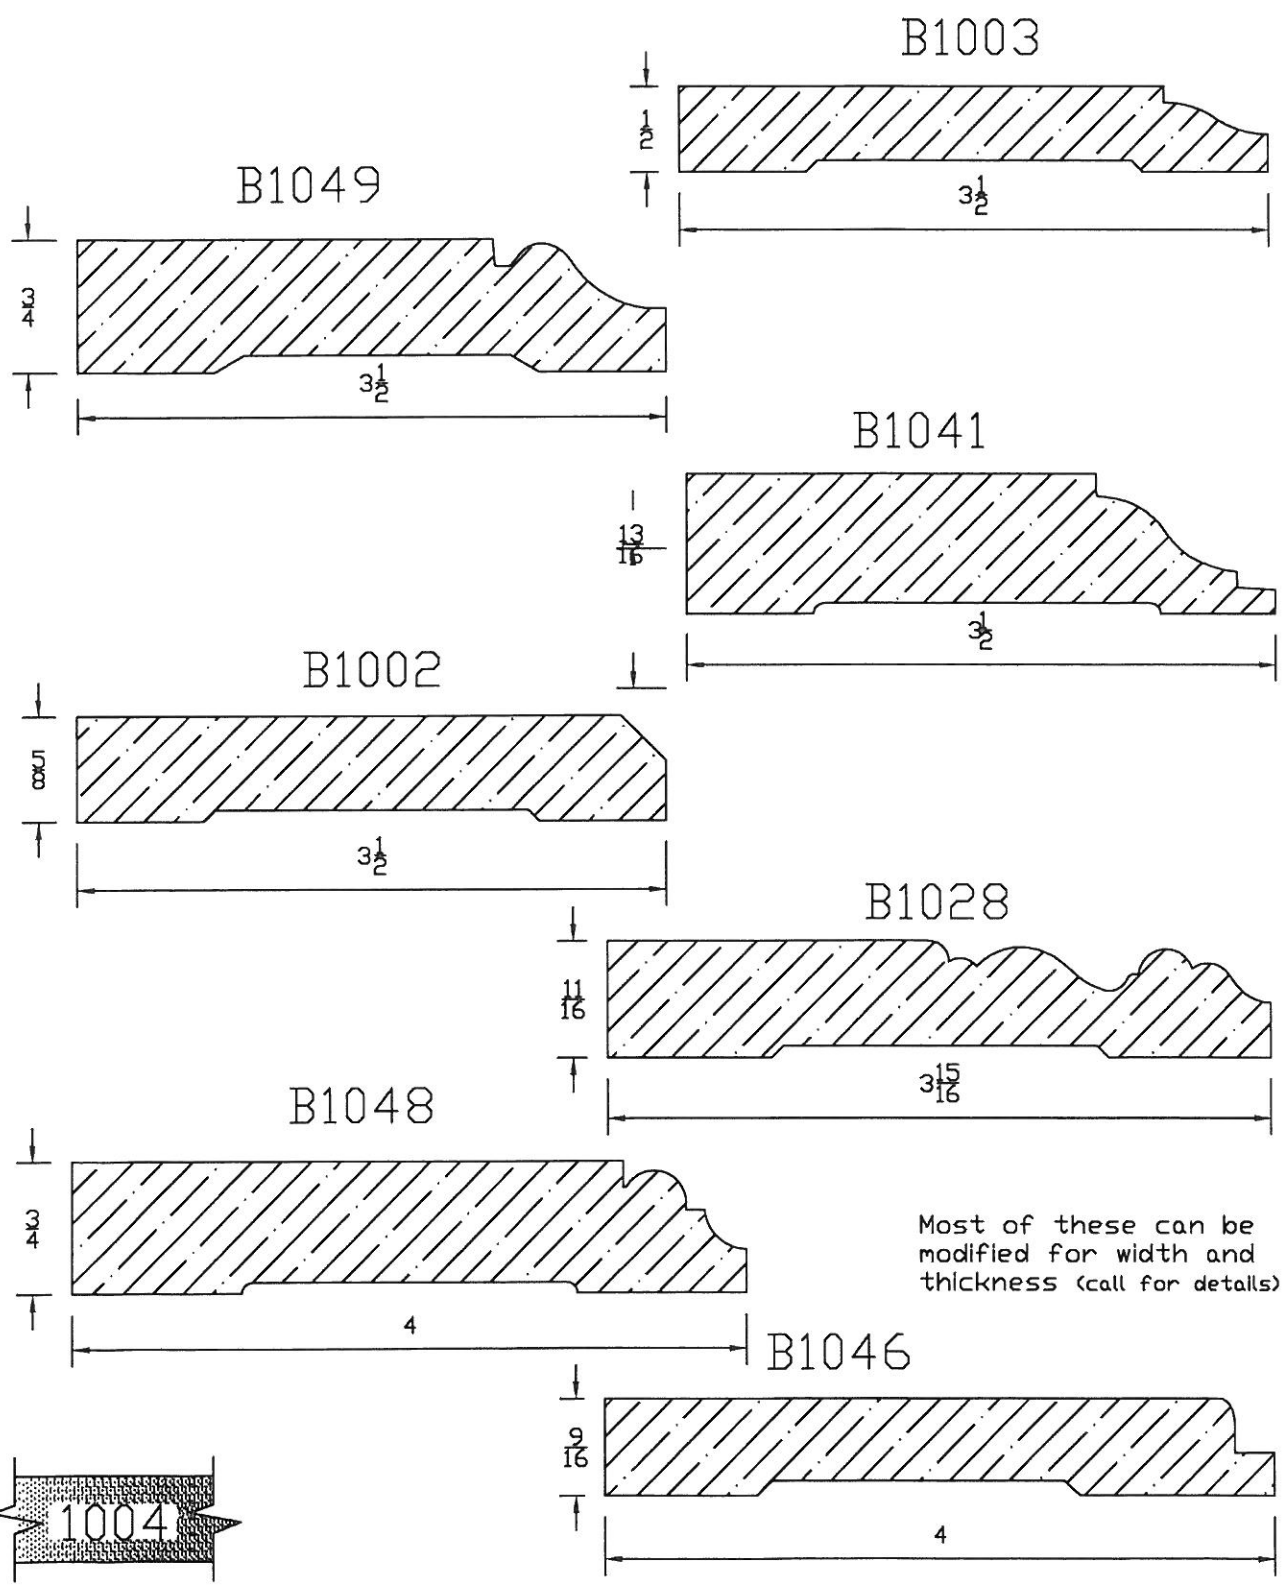 B1003
1/2
3 1/2
B1049
3/4
3 1/2
B1041
13/16
3 1/2
B1002
5/8
3 1/2
B1028
11/16
3 15/16
B1048
3/4
4
Most of these can be
modified for width and
thickness (call for details)
B1046
9/16
4
1004